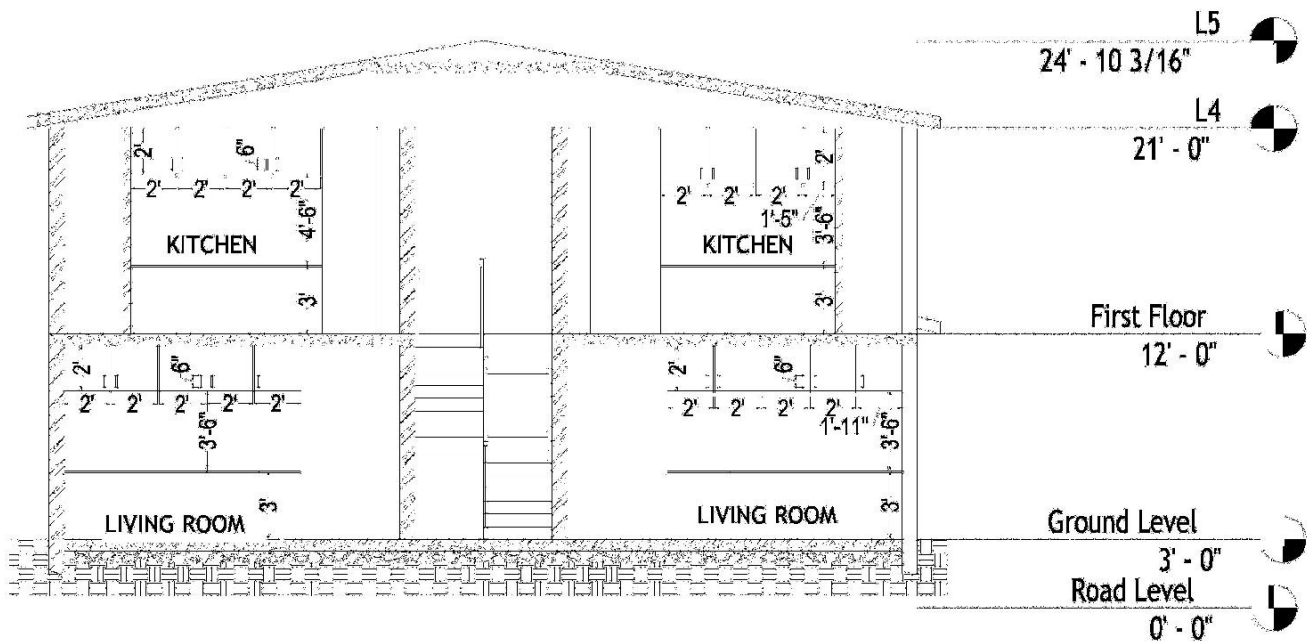 L5
24' - 10 3/16"
L4
21' - 0"
2' 6" 2'
2' 2' 2' 2' 2' 2' 2'
1'-5"
4'-6" 3'-6"
KITCHEN KITCHEN
3' 3'
First Floor
12' - 0"
2' 6" 2' 6"
2' 2' 2' 2' 2' 2' 2' 2' 2'
1'-11"
3'-6" 3'-6"
3' 3'
LIVING ROOM LIVING ROOM
Ground Level
3' - 0"
Road Level
0' - 0"